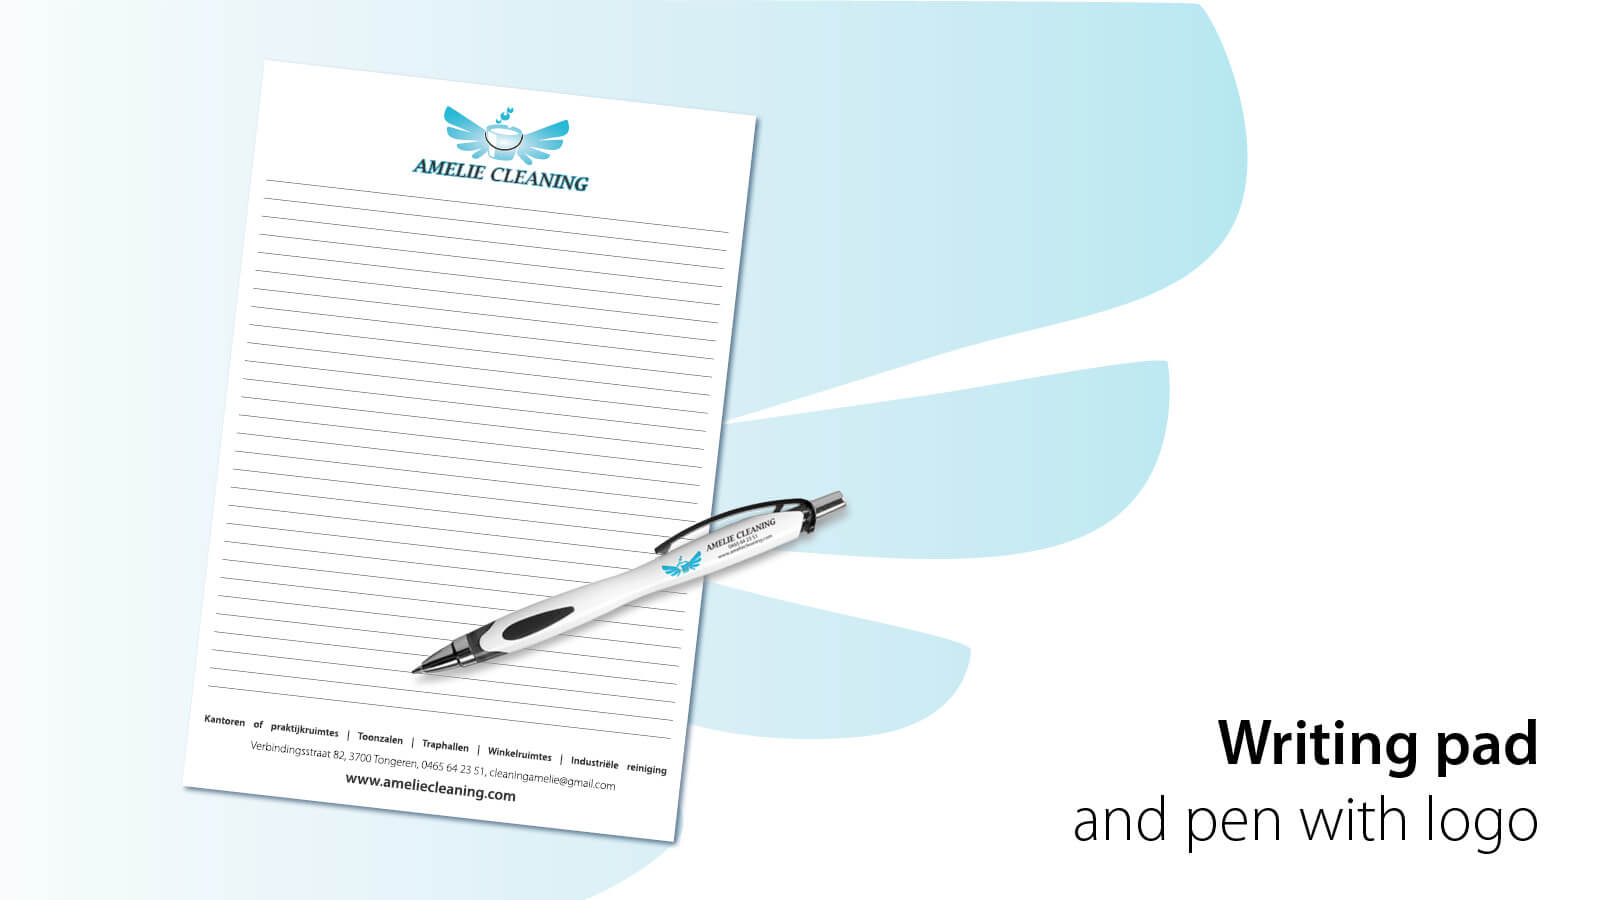 AMELIE CLEANING
AMELIE CLEANING
0465 64 23 51
www.ameliecleaning.com
Kantoren of praktijkruimtes | Toonzalen | Traphallen | Winkelruimtes | Industriële reiniging
Verbindingsstraat 82, 3700 Tongeren, 0465 64 23 51, cleaningamelie@gmail.com
www.ameliecleaning.com
Writing pad
and pen with logo